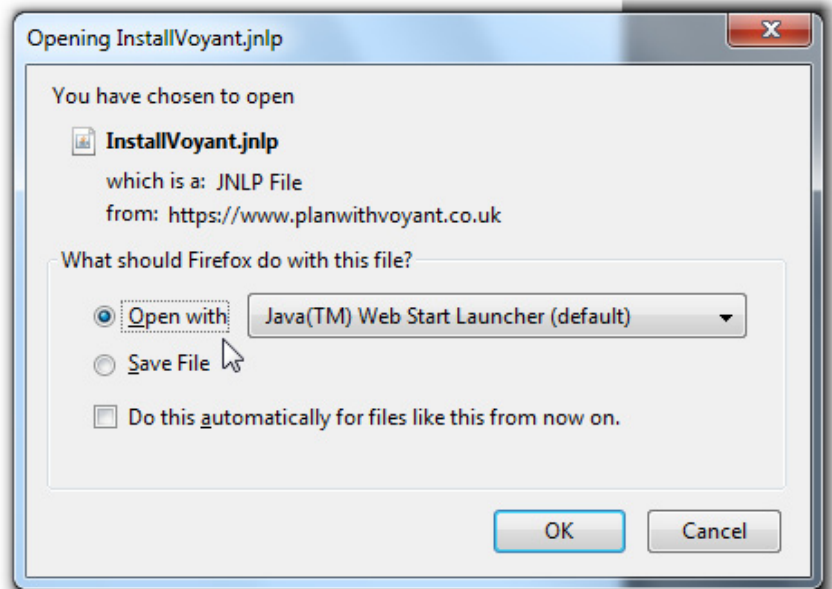 Opening InstallVoyant.jnlp
You have chosen to open
InstallVoyant.jnlp
which is a: JNLP File
from: https://www.planwithvoyant.co.uk
What should Firefox do with this file?
Open with Java(TM) Web Start Launcher (default)
Save File
Do this automatically for files like this from now on.
OK Cancel